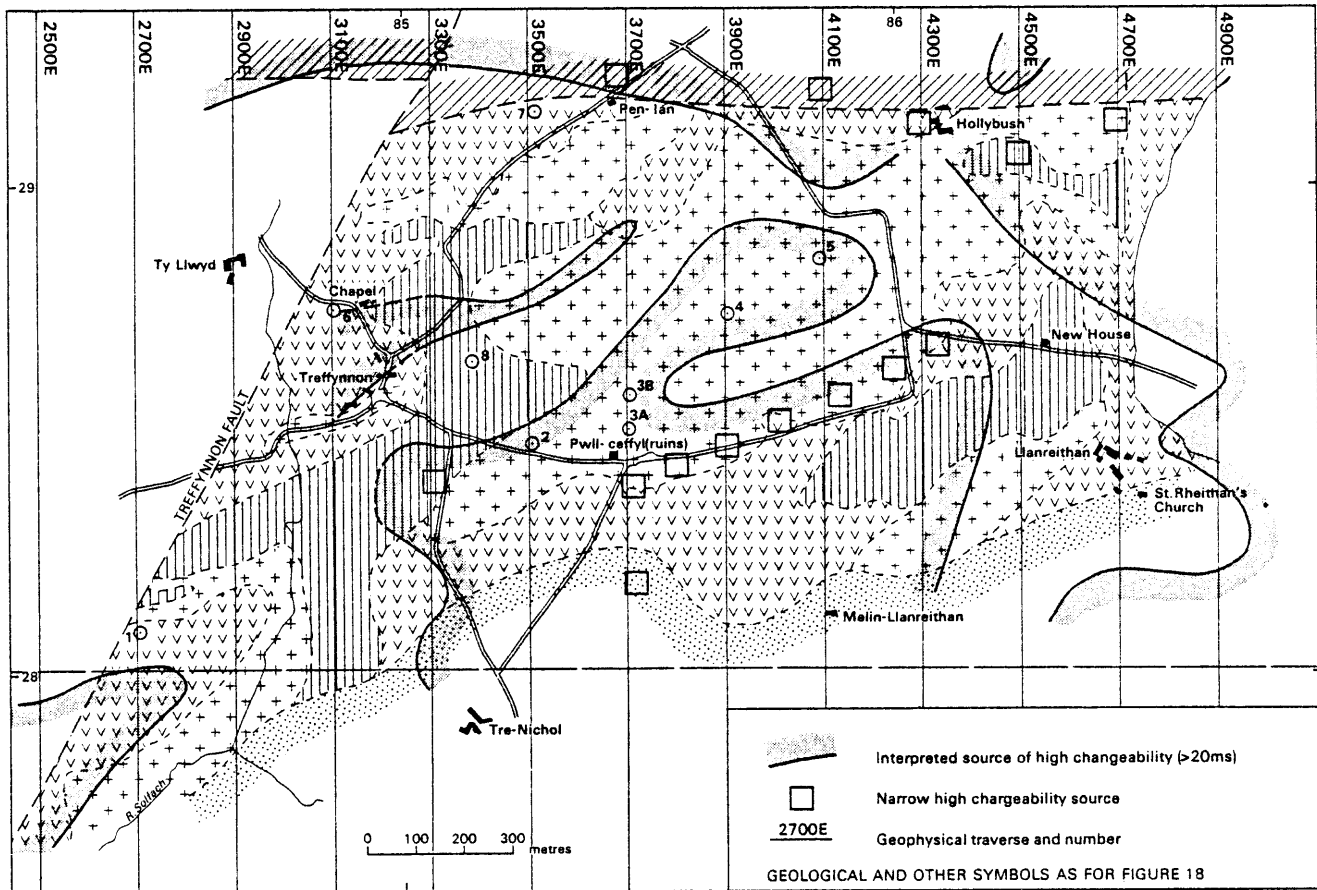 2500E
2700E
2900E
3100E
85
3300E
3500E
3700E
3900E
4100E
86
4300E
4500E
4700E
4900E
7
Pen-lan
Hollybush
29
Ty Llwyd
5
Chapel
6
4
New House
8
Treffynnon
3B
TREFFYNNON FAULT
3A
2
Pwll-ceffyl(ruins)
Llanreithan
St. Rheithan's
Church
Melin-Llanreithan
1
28
Tre-Nichol
R. Solfach
Interpreted source of high changeability (>20ms)
Narrow high chargeability source
2700E
Geophysical traverse and number
0 100 200 300 metres
GEOLOGICAL AND OTHER SYMBOLS AS FOR FIGURE 18